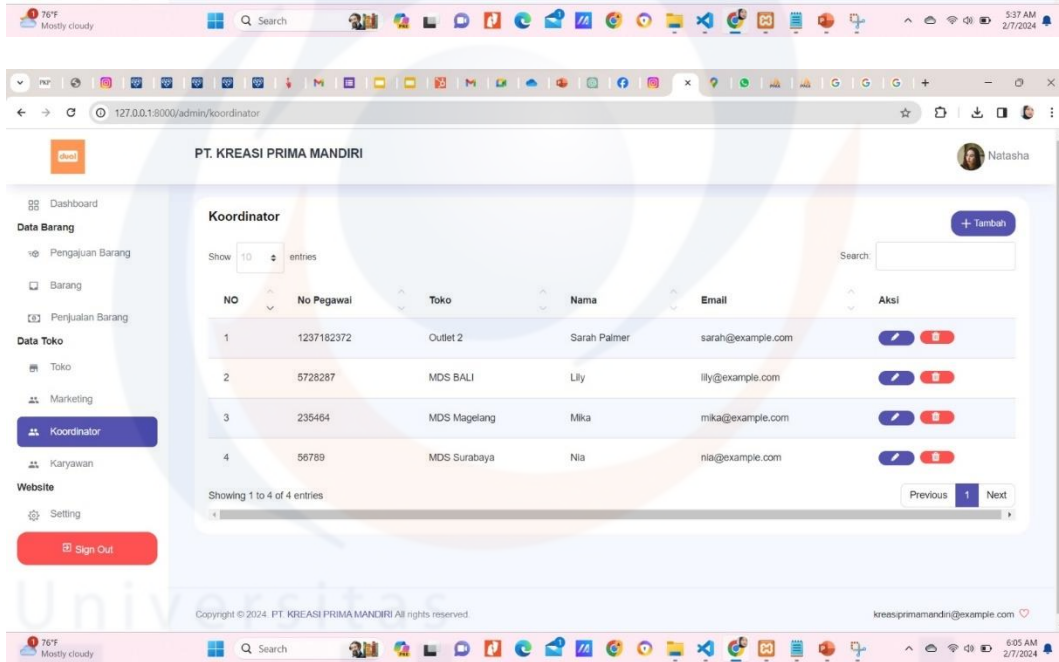 76°F
Mostly cloudy
Search
5:37 AM
2/7/2024
127.0.0.1:8000/admin/koordinator
dual
PT. KREASI PRIMA MANDIRI
Natasha
Dashboard
Data Barang
Pengajuan Barang
Barang
Penjualan Barang
Data Toko
Toko
Marketing
Koordinator
Karyawan
Website
Setting
Sign Out
Koordinator
+ Tambah
Show 10 entries
Search:
NO No Pegawai Toko Nama Email Aksi
1 1237182372 Outlet 2 Sarah Palmer sarah@example.com
2 5728287 MDS BALI Lily lily@example.com
3 235464 MDS Magelang Mika mika@example.com
4 56789 MDS Surabaya Nia nia@example.com
Showing 1 to 4 of 4 entries
Previous 1 Next
Universitas
Copyright © 2024 PT. KREASI PRIMA MANDIRI All rights reserved.
kreasiprimamandiri@example.com
76°F
Mostly cloudy
Search
6:05 AM
2/7/2024